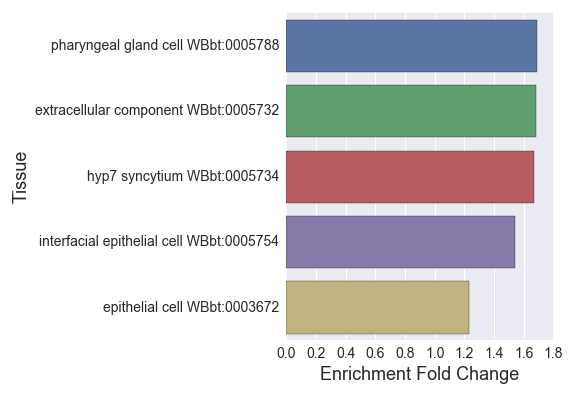 pharyngeal gland cell WBbt:0005788
extracellular component WBbt:0005732
hyp7 syncytium WBbt:0005734
interfacial epithelial cell WBbt:0005754
epithelial cell WBbt:0003672
Tissue
0.0 0.2 0.4 0.6 0.8 1.0 1.2 1.4 1.6 1.8
Enrichment Fold Change